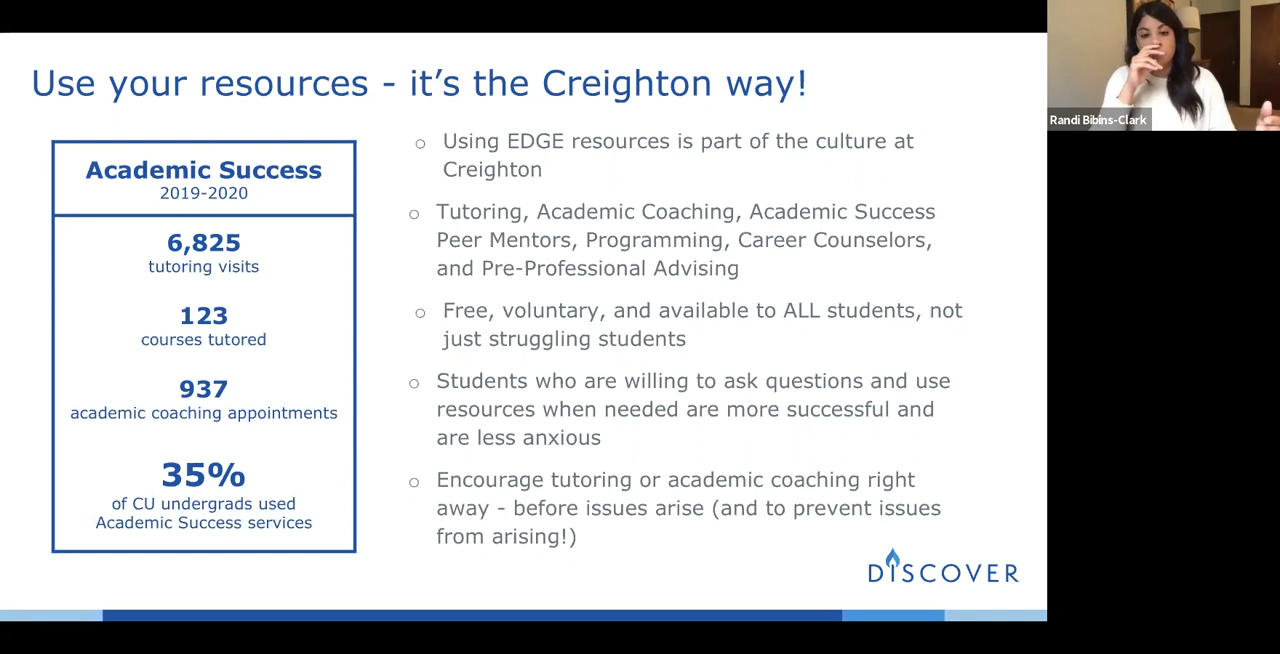 Use your resources - it's the Creighton way!
Randi Bibins-Clark
Academic Success
2019-2020
6,825
tutoring visits
123
courses tutored
937
academic coaching appointments
35%
of CU undergrads used
Academic Success services
o Using EDGE resources is part of the culture at
Creighton
o Tutoring, Academic Coaching, Academic Success
Peer Mentors, Programming, Career Counselors,
and Pre-Professional Advising
o Free, voluntary, and available to ALL students, not
just struggling students
o Students who are willing to ask questions and use
resources when needed are more successful and
are less anxious
o Encourage tutoring or academic coaching right
away - before issues arise (and to prevent issues
from arising!)
DISCOVER